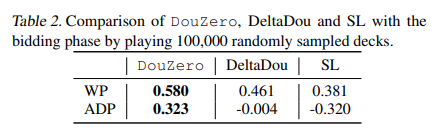 Table 2. Comparison of DouZero, DeltaDou and SL with the
bidding phase by playing 100,000 randomly sampled decks.
DouZero DeltaDou SL
WP 0.580 0.461 0.381
ADP 0.323 -0.004 -0.320